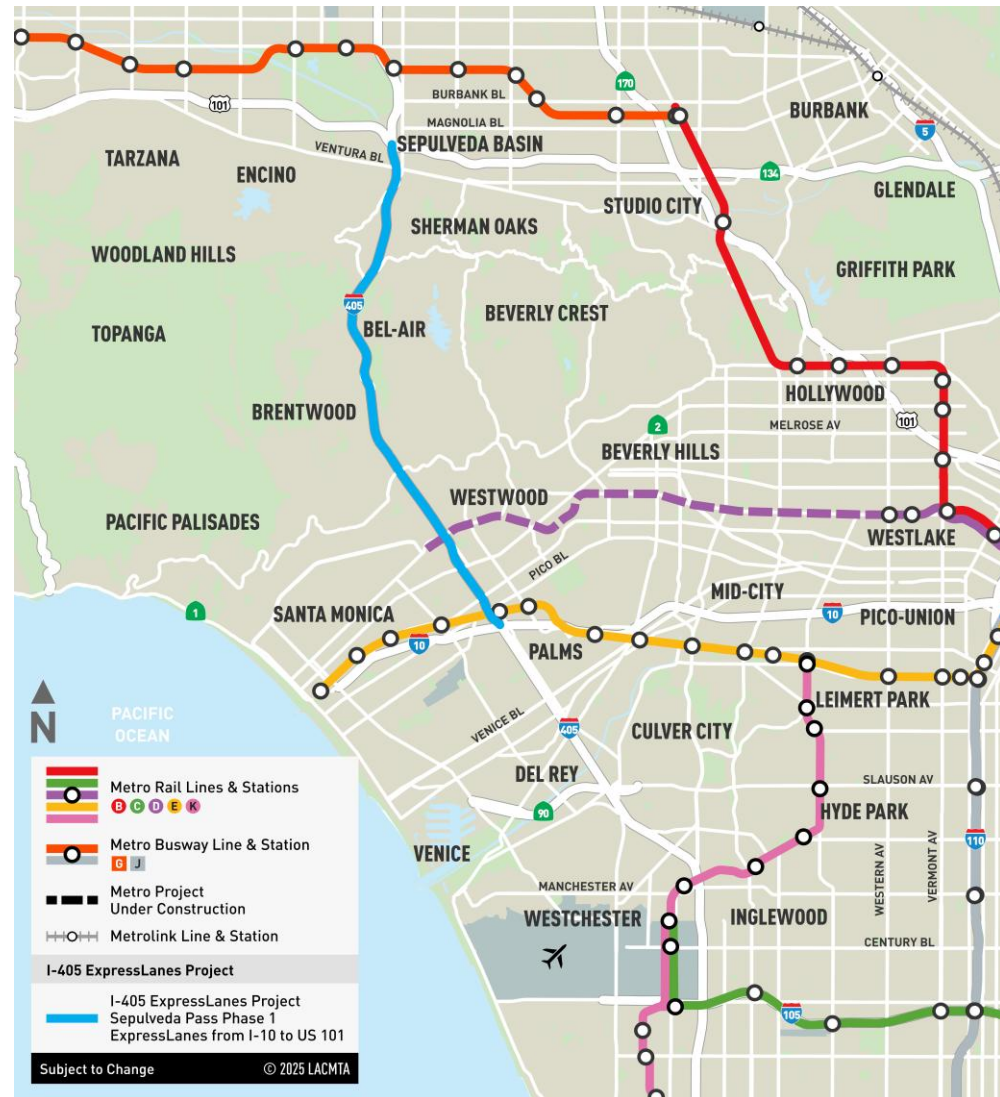 170
BURBANK BL
101
MAGNOLIA BL
BURBANK
5
VENTURA BL
SEPULVEDA BASIN
TARZANA
ENCINO
134
GLENDALE
STUDIO CITY
SHERMAN OAKS
WOODLAND HILLS
GRIFFITH PARK
405
BEVERLY CREST
BEL-AIR
TOPANGA
HOLLYWOOD
BRENTWOOD
101
2
MELROSE AV
BEVERLY HILLS
WESTWOOD
PACIFIC PALISADES
WESTLAKE
PICO BL
MID-CITY
1
SANTA MONICA
10
PICO-UNION
10
PALMS
LEIMERT PARK
N
PACIFIC
OCEAN
VENICE BL
405
CULVER CITY
DEL REY
SLAUSON AV
90
HYDE PARK
110
VENICE
WESTERN AV
VERMONT AV
MANCHESTER AV
WESTCHESTER
INGLEWOOD
CENTURY BL
105
Metro Rail Lines & Stations
B C D E K
Metro Busway Line & Station
G J
Metro Project
Under Construction
Metrolink Line & Station
I-405 ExpressLanes Project
I-405 ExpressLanes Project
Sepulveda Pass Phase 1
ExpressLanes from I-10 to US 101
Subject to Change © 2025 LACMTA